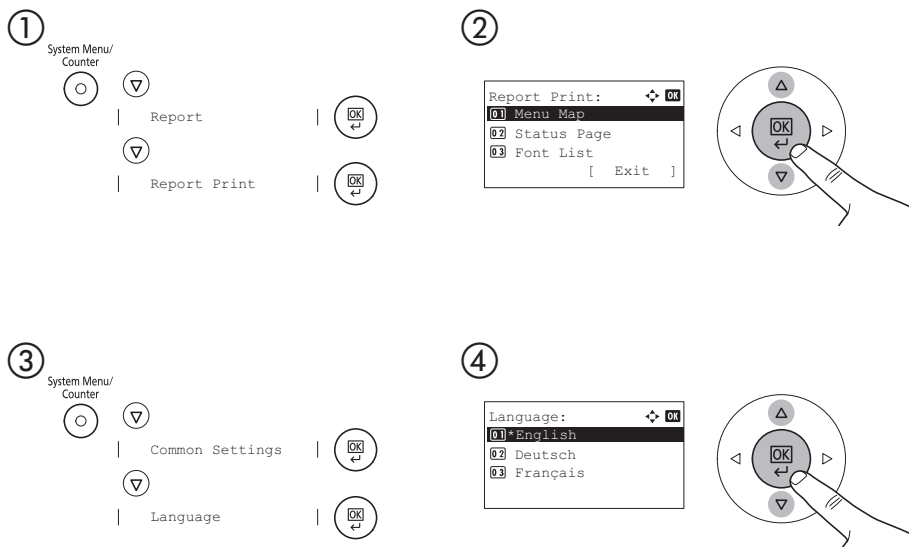 1
System Menu/
Counter
Report
OK
Report Print
OK
2
Report Print: OK
01 Menu Map
02 Status Page
03 Font List
[ Exit ]
OK
3
System Menu/
Counter
Common Settings
OK
Language
OK
4
Language: OK
01*English
02 Deutsch
03 Français
OK